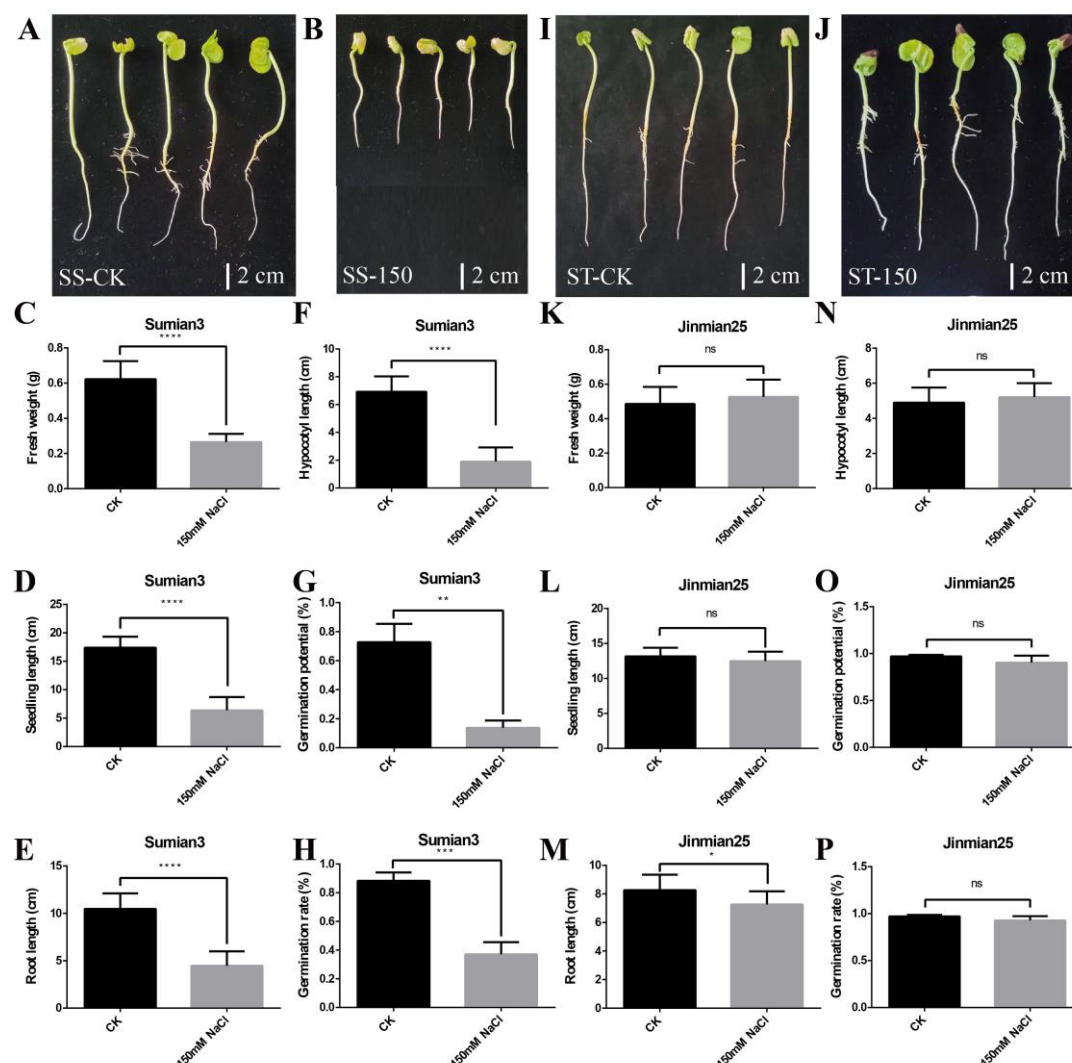 A
B
I
J
SS-CK
2 cm
SS-150
2 cm
ST-CK
2 cm
ST-150
2 cm
C
Sumian3
****
Fresh weight (g)
0.8
0.6
0.4
0.2
0.0
CK
150mM NaCl
F
Sumian3
****
Hypocotyl length (cm)
10
8
6
4
2
0
CK
150mM NaCl
K
Jinmian25
ns
Fresh weight (g)
0.8
0.6
0.4
0.2
0.0
CK
150mM NaCl
N
Jinmian25
ns
Hypocotyl length (cm)
8
6
4
2
0
CK
150mM NaCl
D
Sumian3
****
Seedling length (cm)
25
20
15
10
5
0
CK
150mM NaCl
G
Sumian3
**
Germination potential (%)
1.0
0.8
0.6
0.4
0.2
0.0
CK
150mM NaCl
L
Jinmian25
ns
Seedling length (cm)
20
15
10
5
0
CK
150mM NaCl
O
Jinmian25
ns
Germination potential (%)
1.5
1.0
0.5
0.0
CK
150mM NaCl
E
Sumian3
****
Root length (cm)
15
10
5
0
CK
150mM NaCl
H
Sumian3
***
Germination rate (%)
1.0
0.8
0.6
0.4
0.2
0.0
CK
150mM NaCl
M
Jinmian25
*
Root length (cm)
10
8
6
4
2
0
CK
150mM NaCl
P
Jinmian25
ns
Germination rate (%)
1.5
1.0
0.5
0.0
CK
150mM NaCl